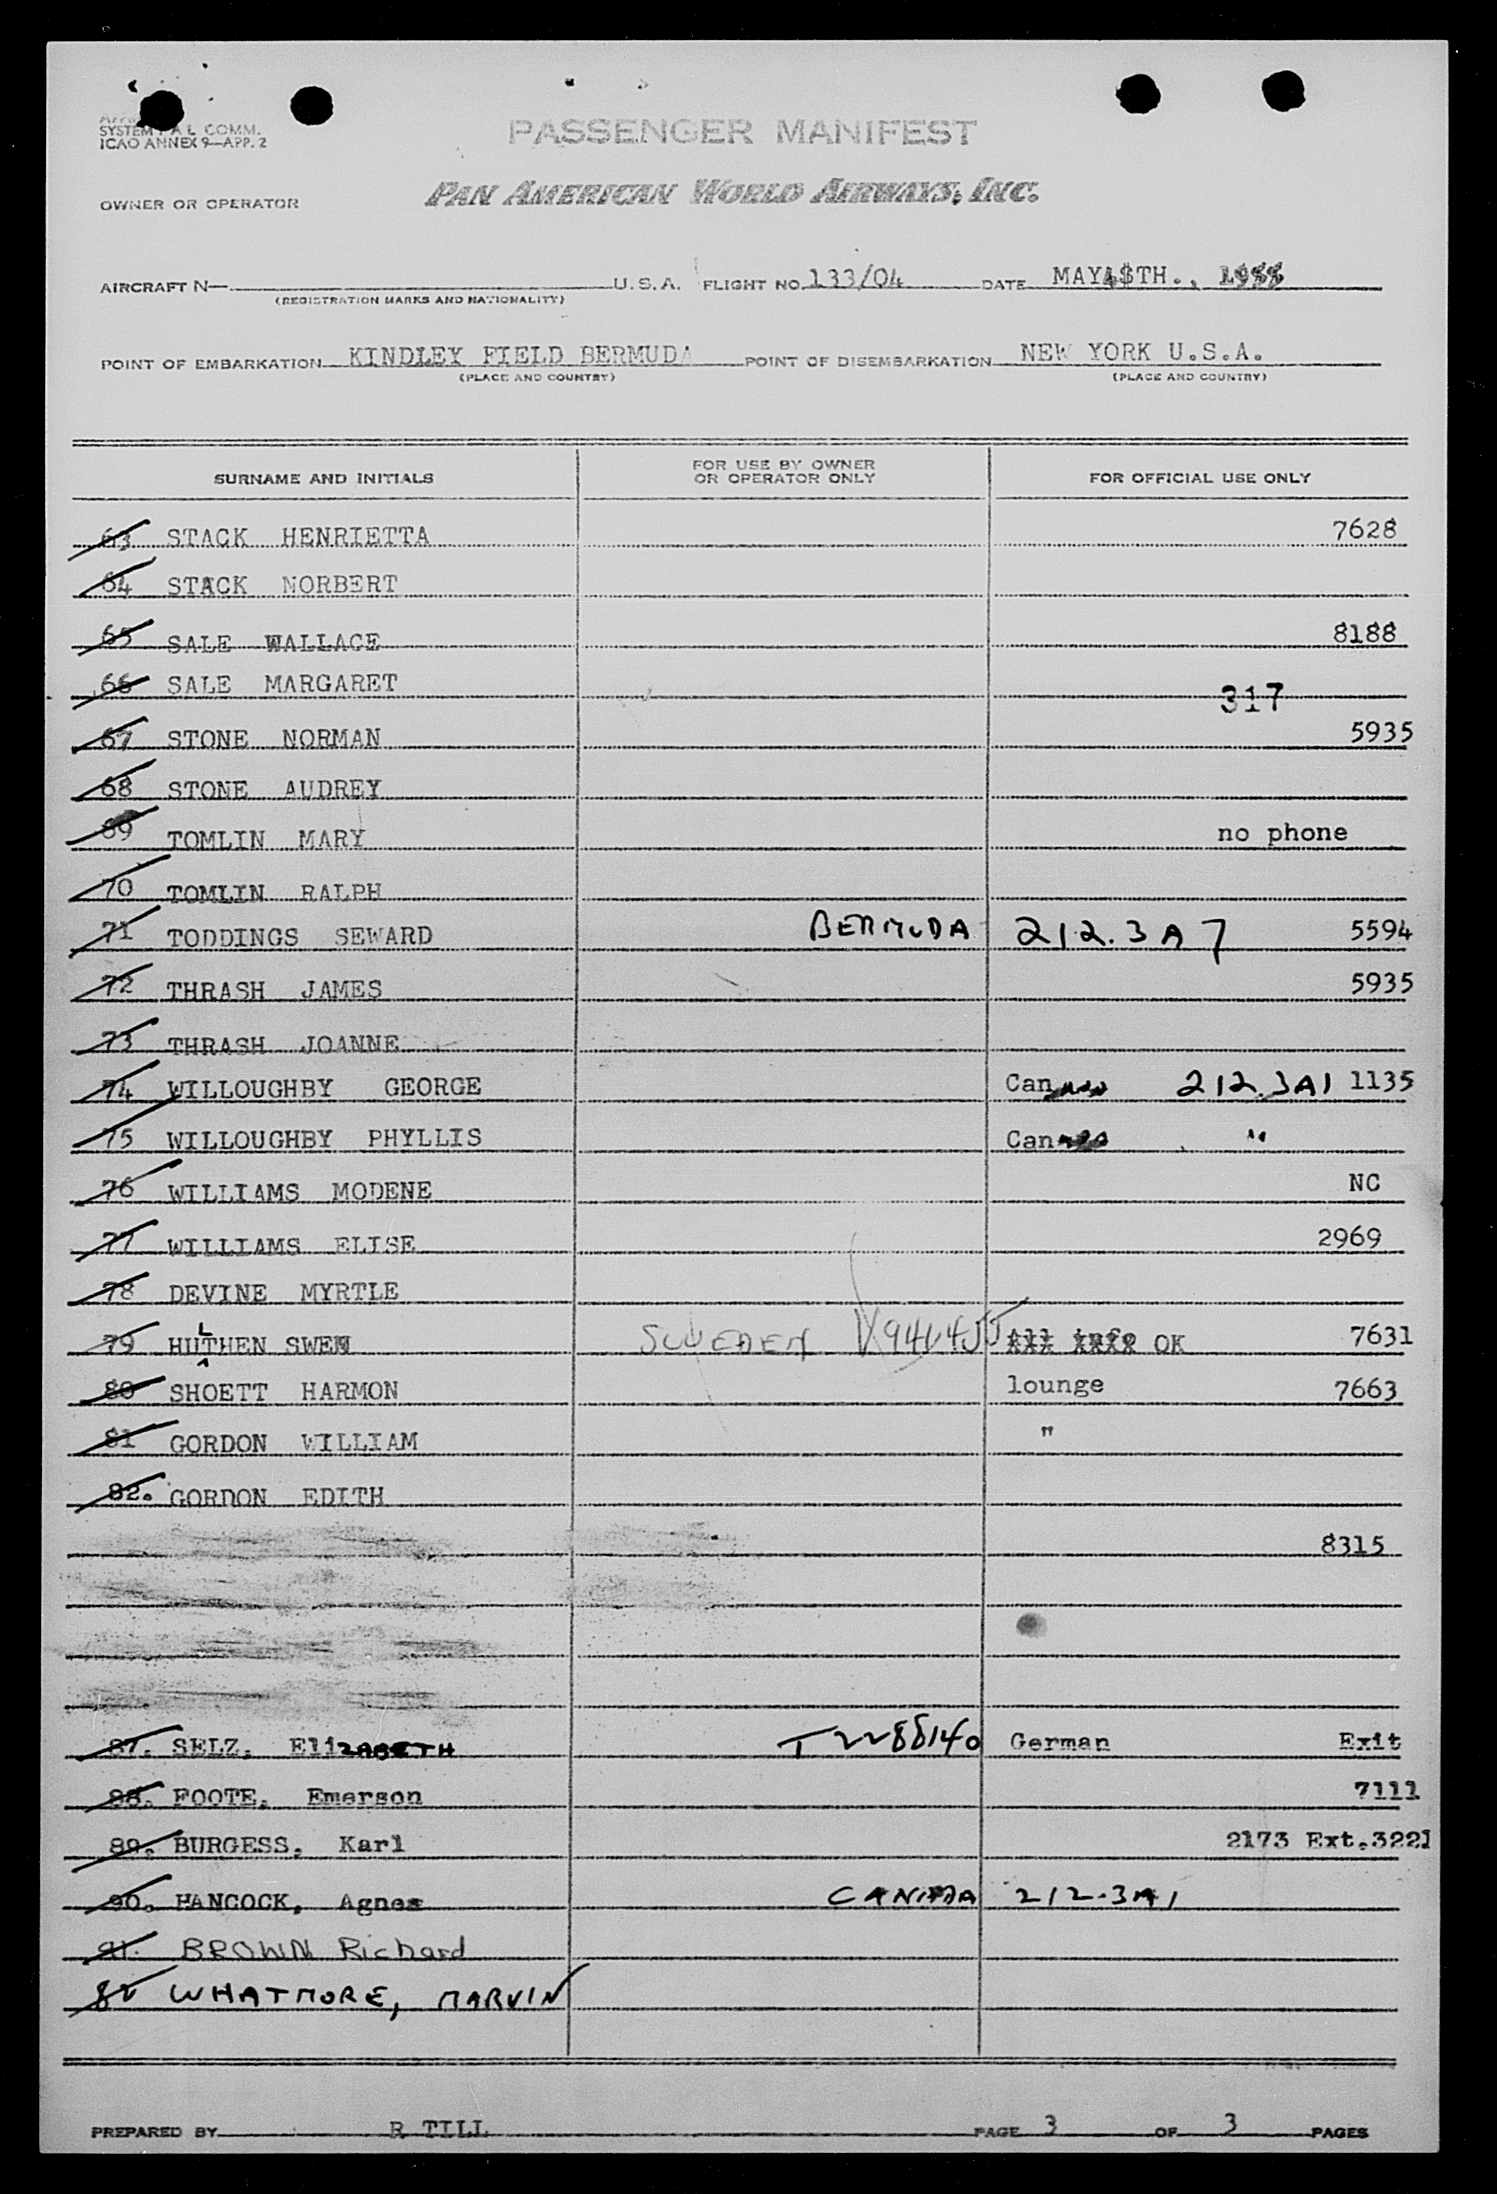 SYSTEM P A L COMM.
ICAO ANNEX 9—APP. 2
PASSENGER MANIFEST
OWNER OR OPERATOR PAN AMERICAN WORLD AIRWAYS, INC.
AIRCRAFT N— U.S.A. FLIGHT NO. 133/04 DATE MAY TH., 
(REGISTRATION MARKS AND NATIONALITY)
POINT OF EMBARKATION KINDLEY FIELD BERMUDA POINT OF DISEMBARKATION NEW YORK U.S.A.
(PLACE AND COUNTRY) (PLACE AND COUNTRY)
SURNAME AND INITIALS FOR USE BY OWNER OR OPERATOR ONLY FOR OFFICIAL USE ONLY
63 STACK HENRIETTA 7628
64 STACK NORBERT
65 SALE WALLACE 8188
66 SALE MARGARET 317
67 STONE NORMAN 5935
68 STONE AUDREY
69 TOMLIN MARY no phone
70 TOMLIN RALPH
71 TODDINGS SEWARD BERMUDA 212.3A7 5594
72 THRASH JAMES 5935
73 THRASH JOANNE
74 WILLOUGHBY GEORGE Can 212.3A1 1135
75 WILLOUGHBY PHYLLIS Can "
76 WILLIAMS MODENE NC
77 WILLIAMS ELISE 2969
78 DEVINE MYRTLE
79 HULTHEN SWEN SWEDEN OK 7631
80 SHOETT HARMON lounge 7663
81 GORDON WILLIAM "
82. GORDON EDITH
8315
87. SELZ, ElizABETH T2288140 German Exit
88. FOOTE, Emerson 7111
89. BURGESS, Karl 2173 Ext.3221
90. HANCOCK, Agnes CANADA 212.3A1
91. BROWN Richard
WHATMORE, MARVIN
PREPARED BY R TILL PAGE 3 OF 3 PAGES